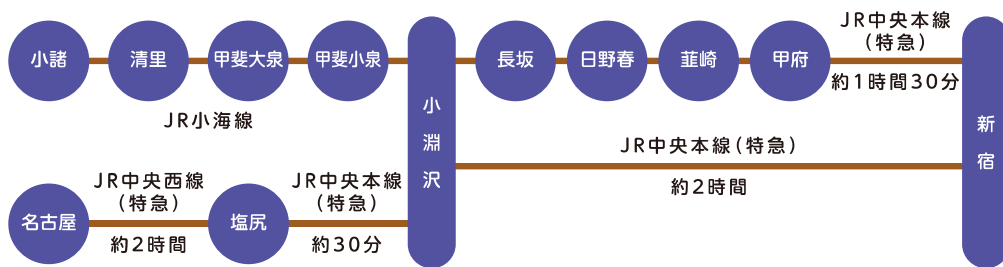 小諸
清里
甲斐大泉
甲斐小泉
JR小海線
小淵沢
長坂
日野春
韮崎
甲府
JR中央本線
(特急)
約1時間30分
新宿
JR中央本線(特急)
約2時間
名古屋
JR中央西線
(特急)
約2時間
塩尻
JR中央本線
(特急)
約30分